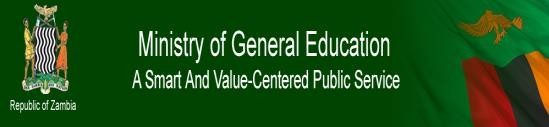 Ministry of General Education
A Smart And Value-Centered Public Service
Republic of Zambia